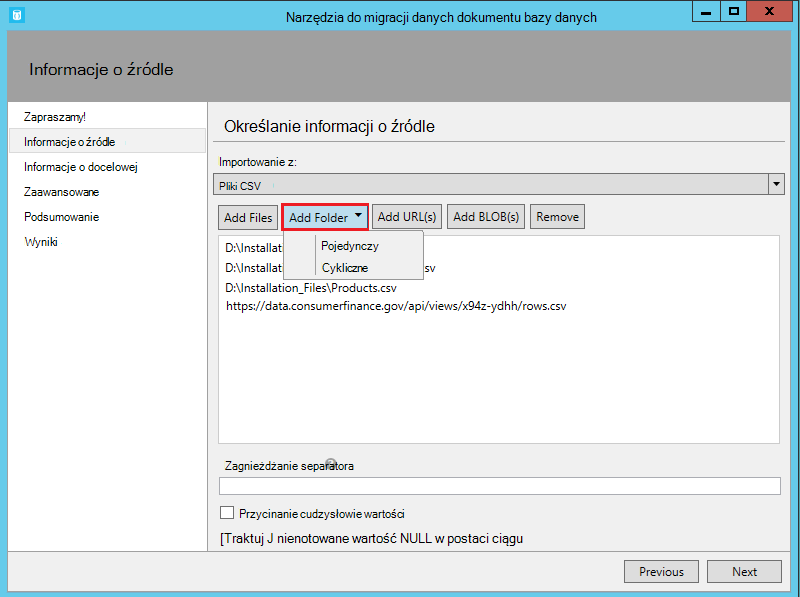 Narzędzia do migracji danych dokumentu bazy danych
Informacje o źródle
Zapraszamy!
Informacje o źródle
Informacje o docelowej
Zaawansowane
Podsumowanie
Wyniki
Określanie informacji o źródle
Importowanie z:
Pliki CSV
Add Files Add Folder Add URL(s) Add BLOB(s) Remove
Pojedynczy
Cykliczne
D:\Installati
D:\Installati sv
D:\Installation_Files\Products.csv
https://data.consumerfinance.gov/api/views/x94z-ydhh/rows.csv
Zagnieżdżanie separatora
Przycinanie cudzysłowie wartości
[Traktuj J nienotowane wartość NULL w postaci ciągu
Previous Next